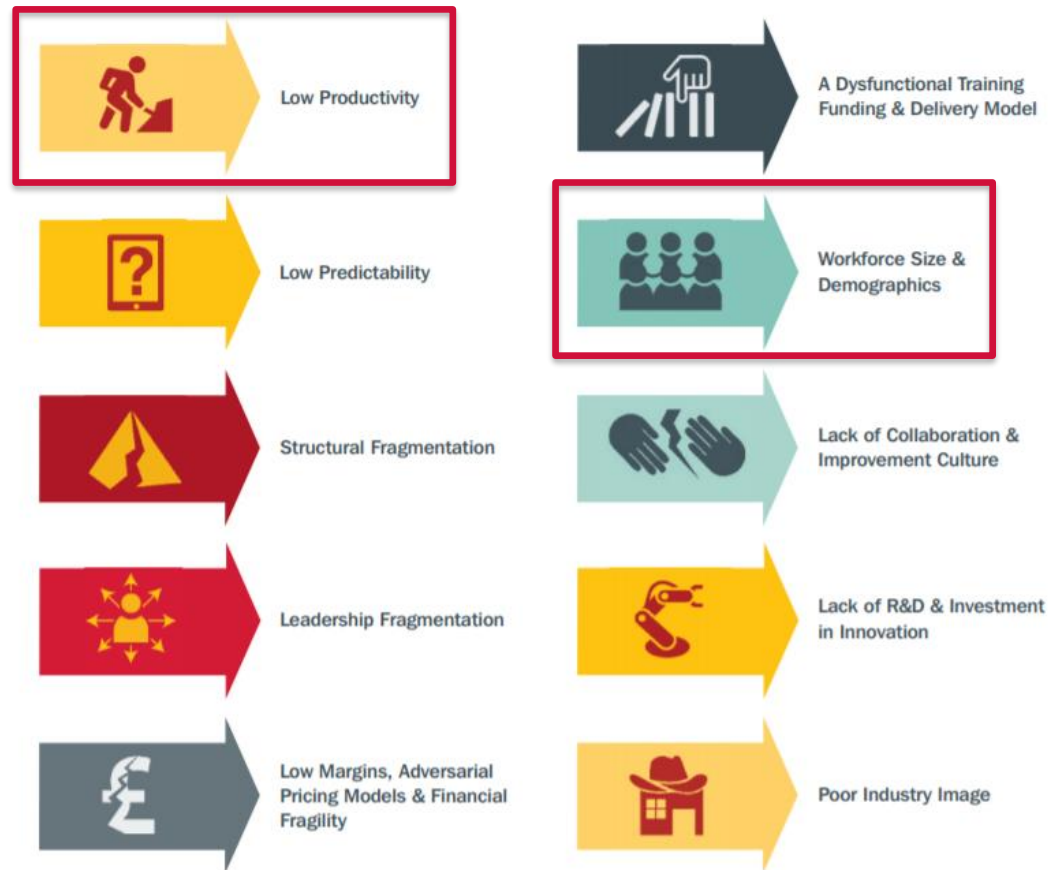 Low Productivity
Low Predictability
Structural Fragmentation
Leadership Fragmentation
Low Margins, Adversarial
Pricing Models & Financial
Fragility
A Dysfunctional Training
Funding & Delivery Model
Workforce Size &
Demographics
Lack of Collaboration &
Improvement Culture
Lack of R&D & Investment
in Innovation
Poor Industry Image
?
£